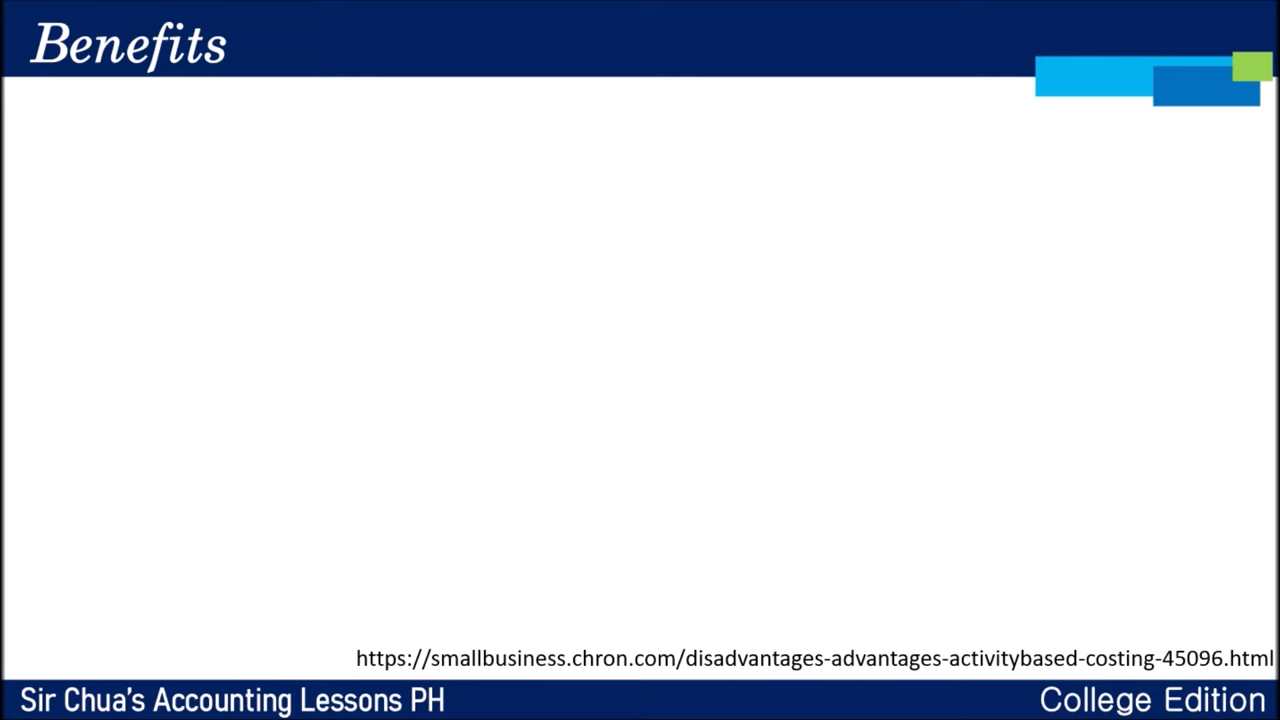 Benefits
https://smallbusiness.chron.com/disadvantages-advantages-activitybased-costing-45096.html
Sir Chua's Accounting Lessons PH
College Edition